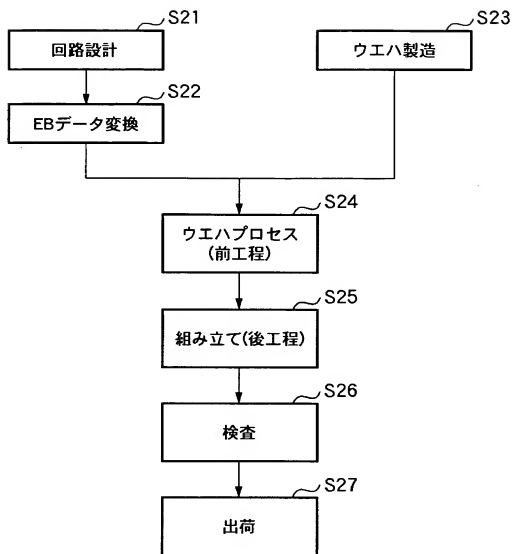 S21
回路設計
S22
EBデータ変換
S23
ウエハ製造
S24
ウエハプロセス
(前工程)
S25
組み立て(後工程)
S26
検査
S27
出荷